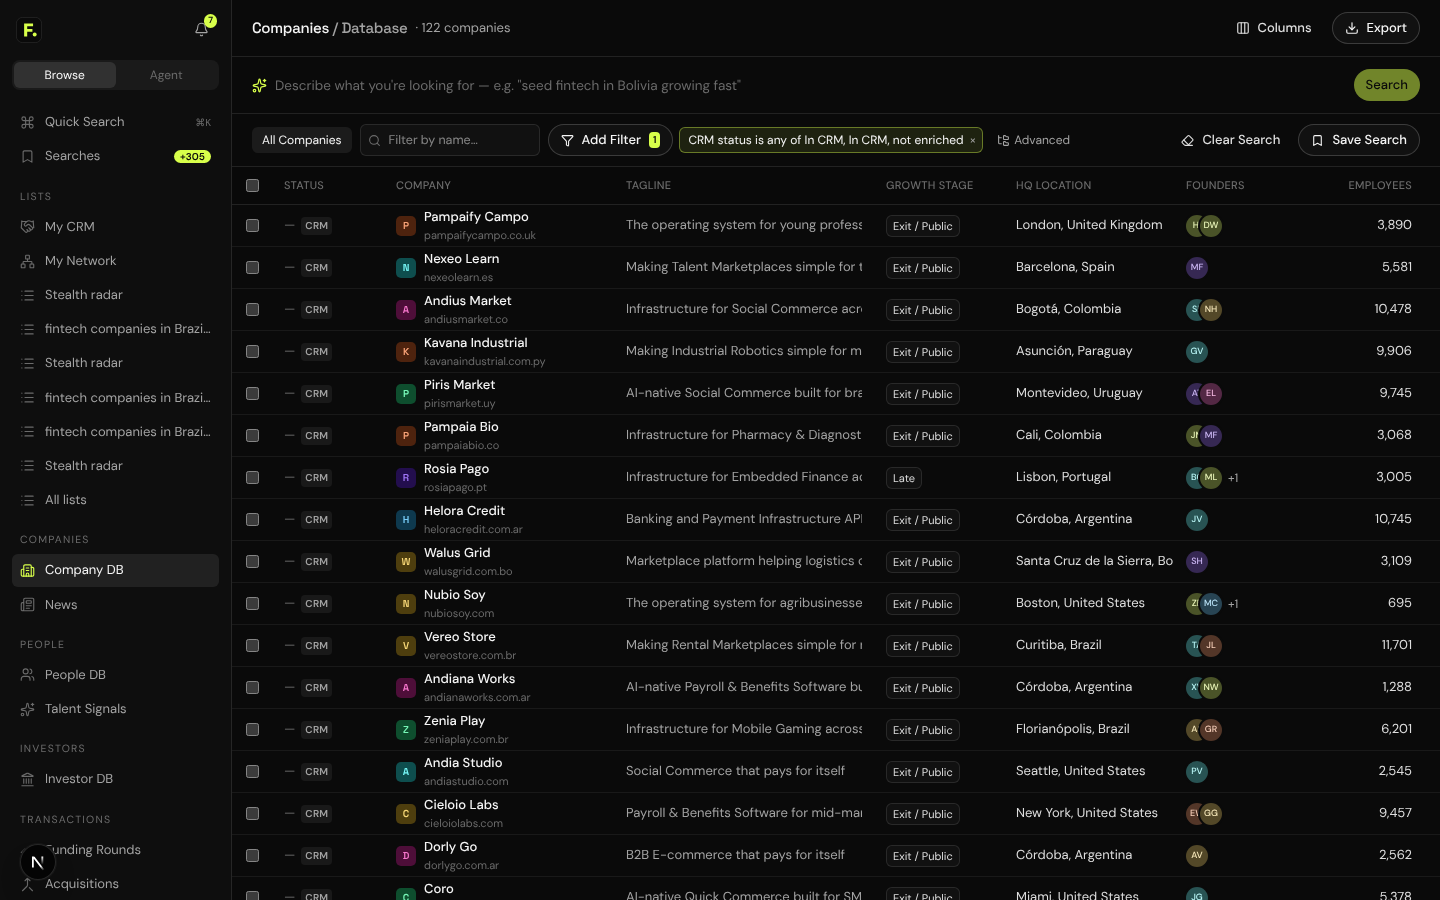 F.
7
Browse
Agent
Quick Search
⌘K
Searches
+305
LISTS
My CRM
My Network
Stealth radar
fintech companies in Brazi...
Stealth radar
fintech companies in Brazi...
fintech companies in Brazi...
Stealth radar
All lists
COMPANIES
Company DB
News
PEOPLE
People DB
Talent Signals
INVESTORS
Investor DB
TRANSACTIONS
Funding Rounds
N
Acquisitions
Companies / Database · 122 companies
Columns
Export
Describe what you're looking for — e.g. "seed fintech in Bolivia growing fast"
Search
All Companies
Filter by name...
Add Filter 1
CRM status is any of In CRM, In CRM, not enriched ×
Advanced
Clear Search
Save Search
STATUS COMPANY TAGLINE GROWTH STAGE HQ LOCATION FOUNDERS EMPLOYEES
— CRM P Pampaify Campo The operating system for young profess Exit / Public London, United Kingdom H DW 3,890
pampaifycampo.co.uk
— CRM N Nexeo Learn Making Talent Marketplaces simple for t Exit / Public Barcelona, Spain MF 5,581
nexeolearn.es
— CRM A Andius Market Infrastructure for Social Commerce acr Exit / Public Bogotá, Colombia S NH 10,478
andiusmarket.co
— CRM K Kavana Industrial Making Industrial Robotics simple for m Exit / Public Asunción, Paraguay GV 9,906
kavanaindustrial.com.py
— CRM P Piris Market AI-native Social Commerce built for bra Exit / Public Montevideo, Uruguay A EL 9,745
pirismarket.uy
— CRM P Pampaia Bio Infrastructure for Pharmacy & Diagnost Exit / Public Cali, Colombia MF 3,068
pampaiabio.co
— CRM R Rosia Pago Infrastructure for Embedded Finance ac Late Lisbon, Portugal ML +1 3,005
rosiapago.pt
— CRM H Helora Credit Banking and Payment Infrastructure API Exit / Public Córdoba, Argentina JV 10,745
heloracredit.com.ar
— CRM W Walus Grid Marketplace platform helping logistics c Exit / Public Santa Cruz de la Sierra, Bo SH 3,109
walusgrid.com.bo
— CRM N Nubio Soy The operating system for agribusinesse Exit / Public Boston, United States MC +1 695
nubiosoy.com
— CRM V Vereo Store Making Rental Marketplaces simple for r Exit / Public Curitiba, Brazil JL 11,701
vereostore.com.br
— CRM A Andiana Works AI-native Payroll & Benefits Software bu Exit / Public Córdoba, Argentina NW 1,288
andianaworks.com.ar
— CRM Z Zenia Play Infrastructure for Mobile Gaming across Exit / Public Florianópolis, Brazil A GR 6,201
zeniaplay.com.br
— CRM A Andia Studio Social Commerce that pays for itself Exit / Public Seattle, United States PV 2,545
andiastudio.com
— CRM C Cieloio Labs Payroll & Benefits Software for mid-mar Exit / Public New York, United States GG 9,457
cieloiolabs.com
— CRM D Dorly Go B2B E-commerce that pays for itself Exit / Public Córdoba, Argentina AV 2,562
dorlygo.com.ar
— CRM C Coro AI-native Quick Commerce built for SM Exit / Public Miami, United States JG 5,378